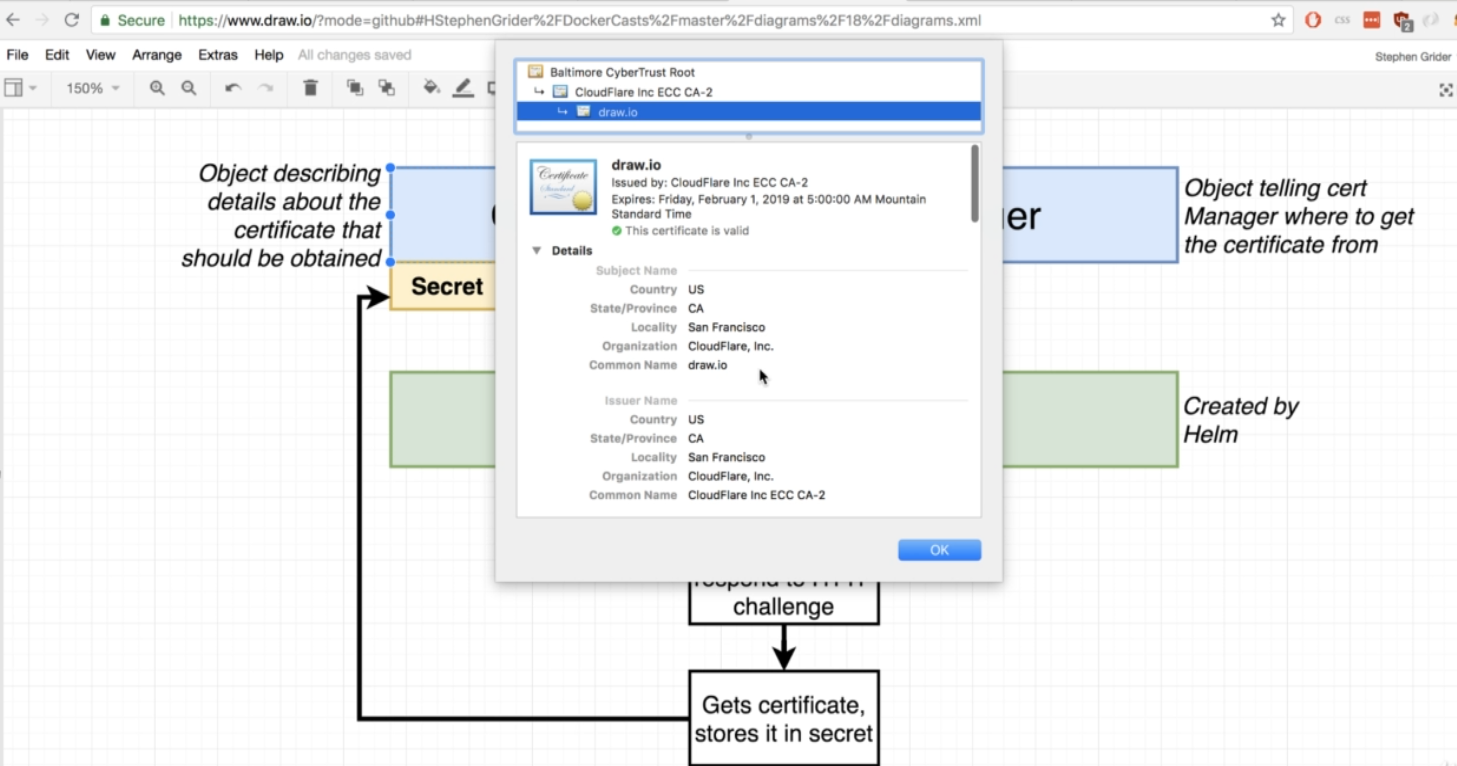 Secure https://www.draw.io/?mode=github#HStephenGrider%2FDockerCasts%2Fmaster%2Fdiagrams%2F18%2Fdiagrams.xml
CSS
2
File Edit View Arrange Extras Help All changes saved
Stephen Grider
150%
Baltimore CyberTrust Root
CloudFlare Inc ECC CA-2
draw.io
Certificate
Standard
draw.io
Issued by: CloudFlare Inc ECC CA-2
Expires: Friday, February 1, 2019 at 5:00:00 AM Mountain
Standard Time
This certificate is valid
Details
Subject Name
Country US
State/Province CA
Locality San Francisco
Organization CloudFlare, Inc.
Common Name draw.io
Issuer Name
Country US
State/Province CA
Locality San Francisco
Organization CloudFlare, Inc.
Common Name CloudFlare Inc ECC CA-2
OK
Object describing
details about the
certificate that
should be obtained
Secret
er
Object telling cert
Manager where to get
the certificate from
Created by
Helm
respond to HTTP
challenge
Gets certificate,
stores it in secret